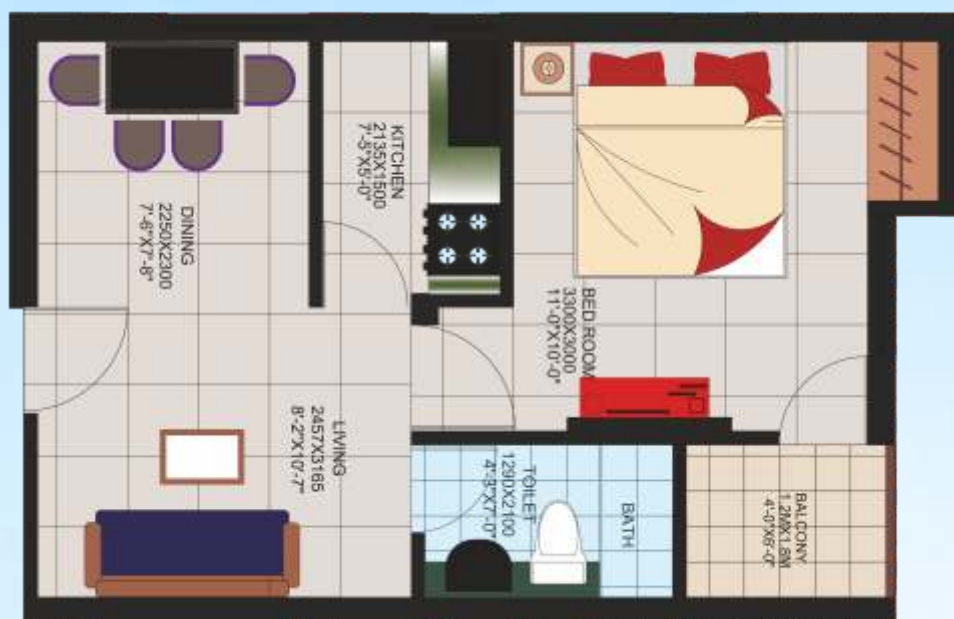 DINING
2250X2300
7'-6"X7'-8"
KITCHEN
2135X1500
7'-5"X5'-0"
BED ROOM
3300X3000
11'-0"X10'-0"
LIVING
2457X3165
8'-2"X10'-7"
TOILET
1290X2100
4'-3"X7'-0"
BATH
BALCONY
1.2MX1.8M
4'-0"X6'-0"